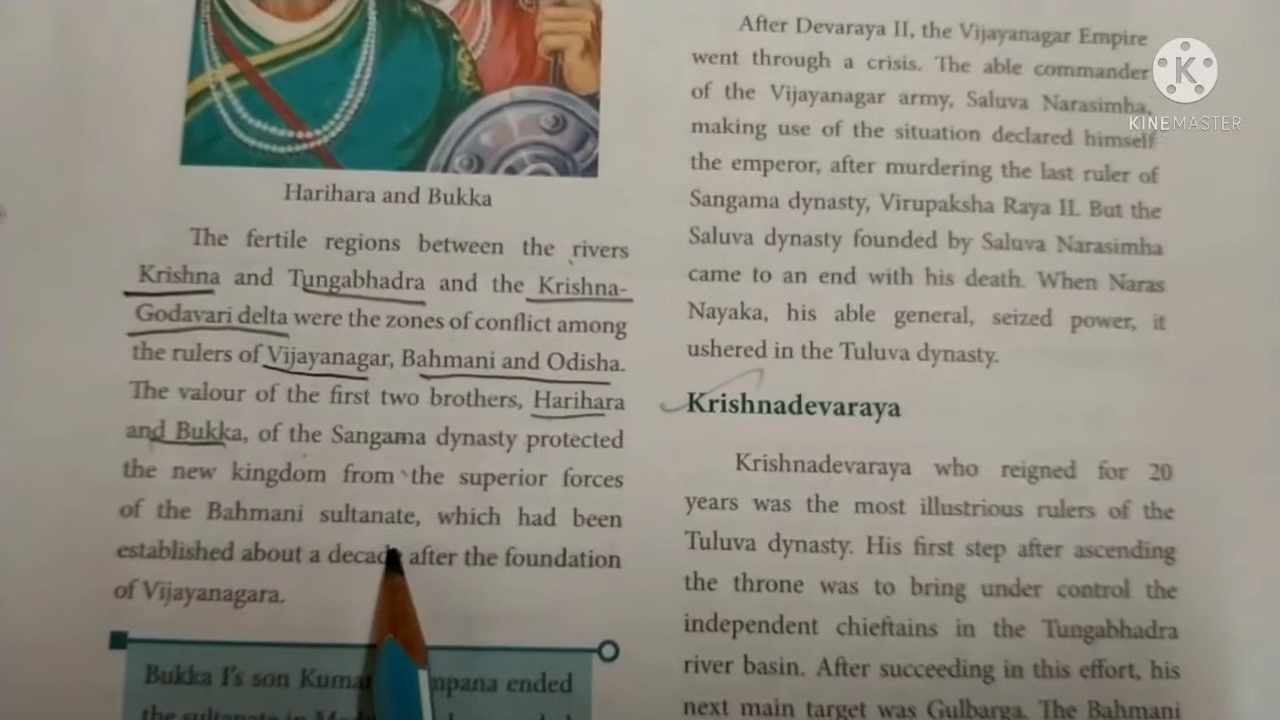 Harihara and Bukka
The fertile regions between the rivers
Krishna and Tungabhadra and the Krishna-
Godavari delta were the zones of conflict among
the rulers of Vijayanagar, Bahmani and Odisha.
The valour of the first two brothers, Harihara
and Bukka, of the Sangama dynasty protected
the new kingdom from the superior forces
of the Bahmani sultanate, which had been
established about a decade after the foundation
of Vijayanagara.
Bukka I's son ended
the sultanate in
After Devaraya II, the Vijayanagar Empire
went through a crisis. The able commander
of the Vijayanagar army, Saluva Narasimha,
making use of the situation declared himself
the emperor, after murdering the last ruler of
Sangama dynasty, Virupaksha Raya II. But the
Saluva dynasty founded by Saluva Narasimha
came to an end with his death. When Naras
Nayaka, his able general, seized power, it
ushered in the Tuluva dynasty.
Krishnadevaraya
Krishnadevaraya who reigned for 20
years was the most illustrious rulers of the
Tuluva dynasty. His first step after ascending
the throne was to bring under control the
independent chieftains in the Tungabhadra
river basin. After succeeding in this effort, his
next main target was Gulbarga. The Bahmani
K
KINEMASTER